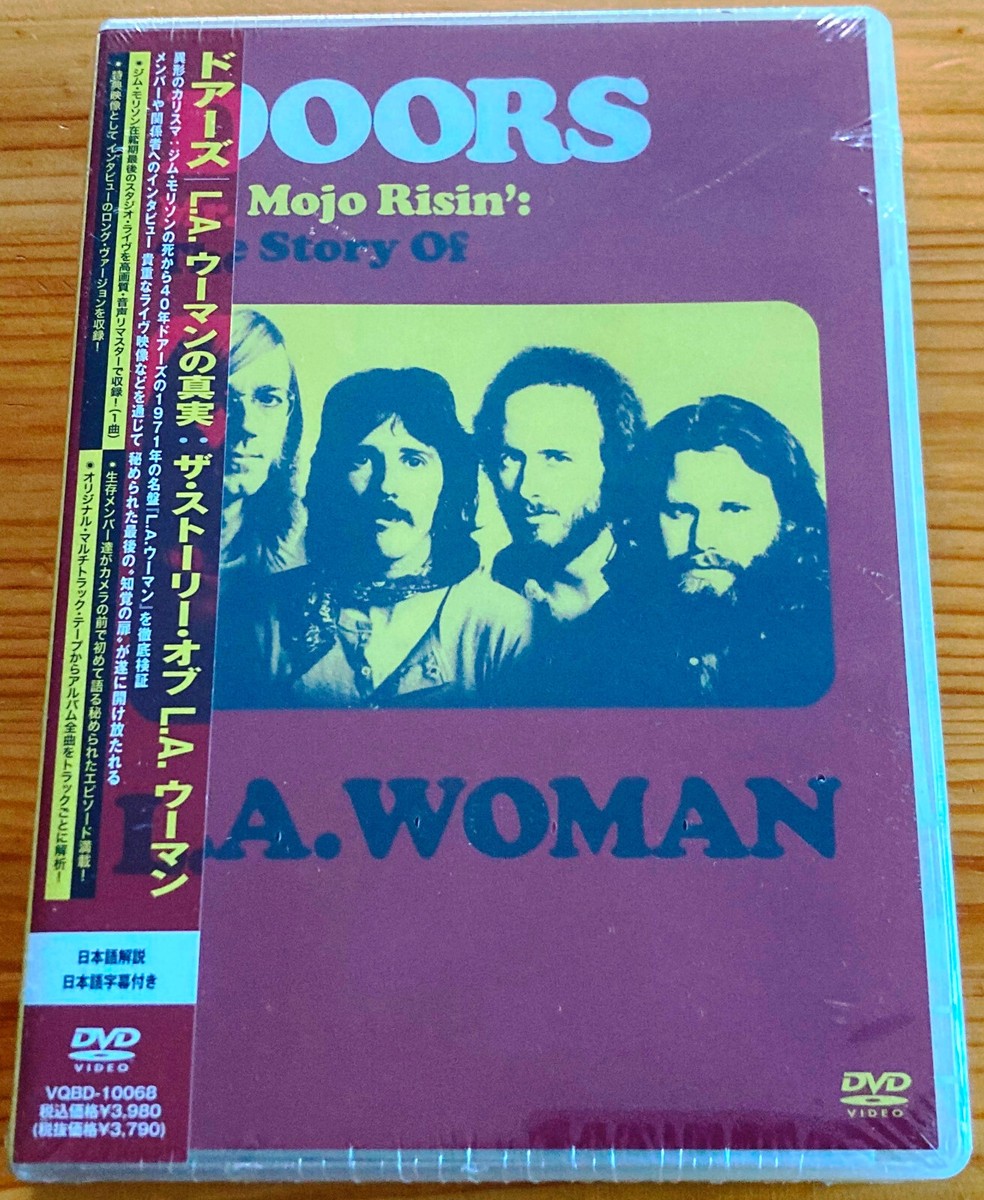 ドアーズ L.A.ウーマンの真実:ザ・ストーリー・オブ L.A. ウーマン
異形のカリスマ:ジム・モリソンの死から40年ドアーズの1971年の名盤『L.A.ウーマン』を徹底検証
メンバーや関係者へのインタビュー 貴重なライヴ映像などを通じて 秘められた最後の"知覚の扉"が遂に開け放たれる
●ジム・モリソン在籍期最後のスタジオ・ライヴを高画質・音声リマスターで収録!(1曲)
●特典映像として インタビューのロング・ヴァージョンを収録!
●生存メンバー達がカメラの前で初めて語る秘められたエピソード満載!
●オリジナル・マルチトラック・テープからアルバム全曲をトラックごとに解析!
日本語解説
日本語字幕付き
DVD
VIDEO
VQBD-10068
税込価格¥3,980
(税抜価格¥3,790)
DOORS
Mojo Risin':
Story Of
L.A.WOMAN
DVD
VIDEO